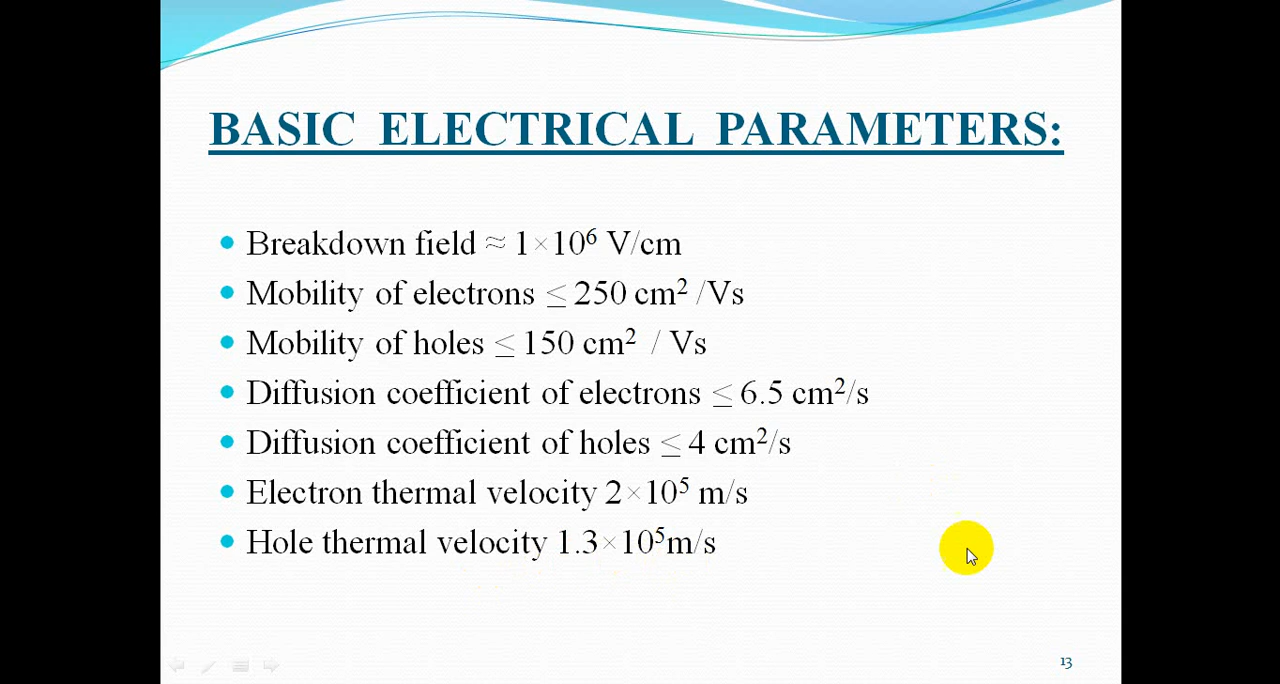 BASIC ELECTRICAL PARAMETERS:
• Breakdown field ≈ 1×10⁶ V/cm
• Mobility of electrons ≤ 250 cm² /Vs
• Mobility of holes ≤ 150 cm² / Vs
• Diffusion coefficient of electrons ≤ 6.5 cm²/s
• Diffusion coefficient of holes ≤ 4 cm²/s
• Electron thermal velocity 2×10⁵ m/s
• Hole thermal velocity 1.3×10⁵m/s
13